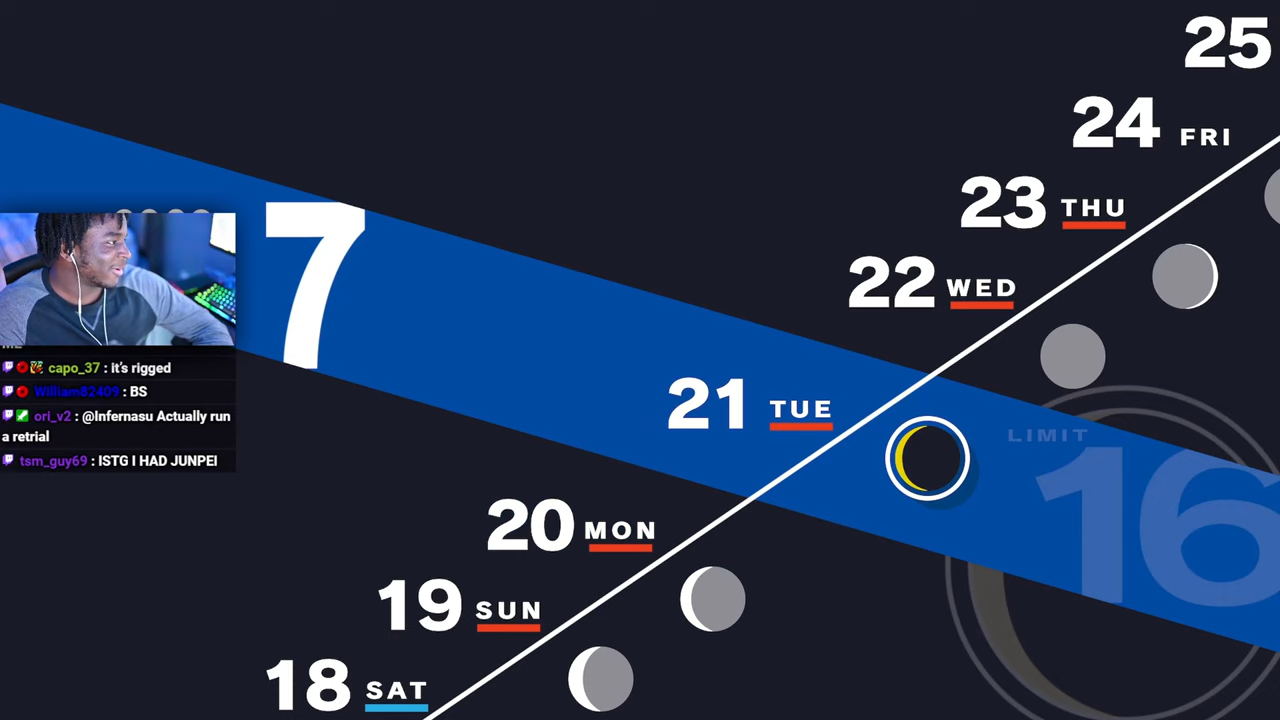 25
24 FRI
23 THU
22 WED
7
21 TUE
LIMIT
16
20 MON
19 SUN
18 SAT
capo_37 : it's rigged
William82409 : BS
ori_v2 : @Infernasu Actually run
a retrial
tsm_guy69 : ISTG I HAD JUNPEI